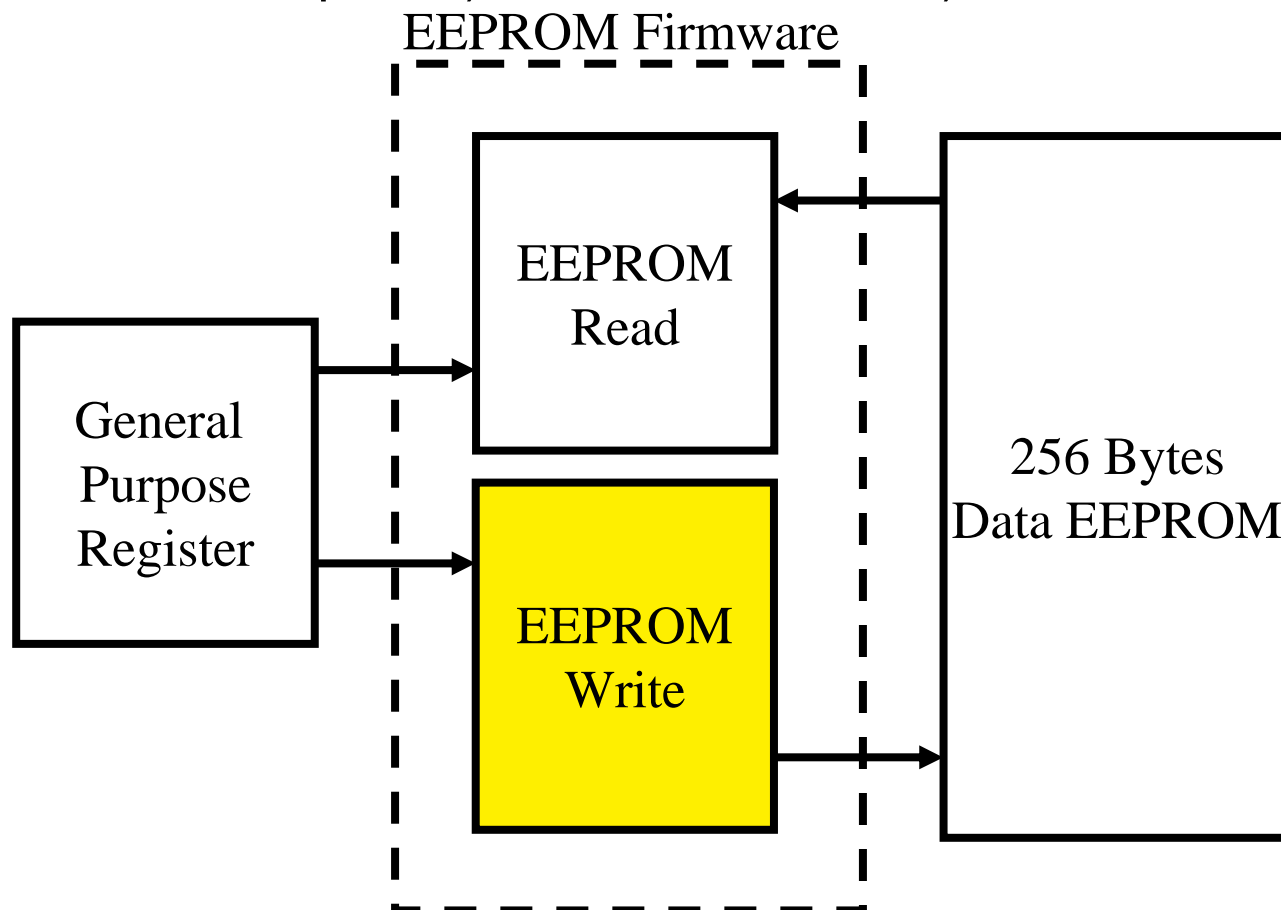 EEPROM Firmware
EEPROM
Read
General
Purpose
Register
256 Bytes
Data EEPROM
EEPROM
Write